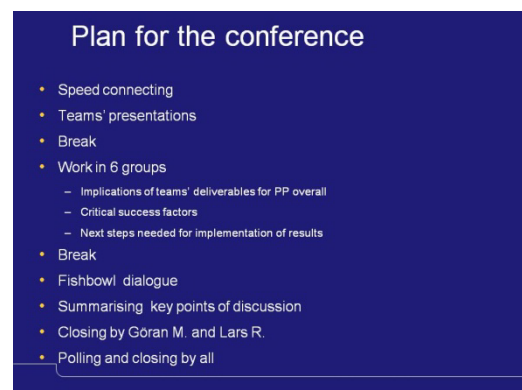 Plan for the conference
• Speed connecting
• Teams' presentations
• Break
• Work in 6 groups
– Implications of teams' deliverables for PP overall
– Critical success factors
– Next steps needed for implementation of results
• Break
• Fishbowl dialogue
• Summarising key points of discussion
• Closing by Göran M. and Lars R.
• Polling and closing by all